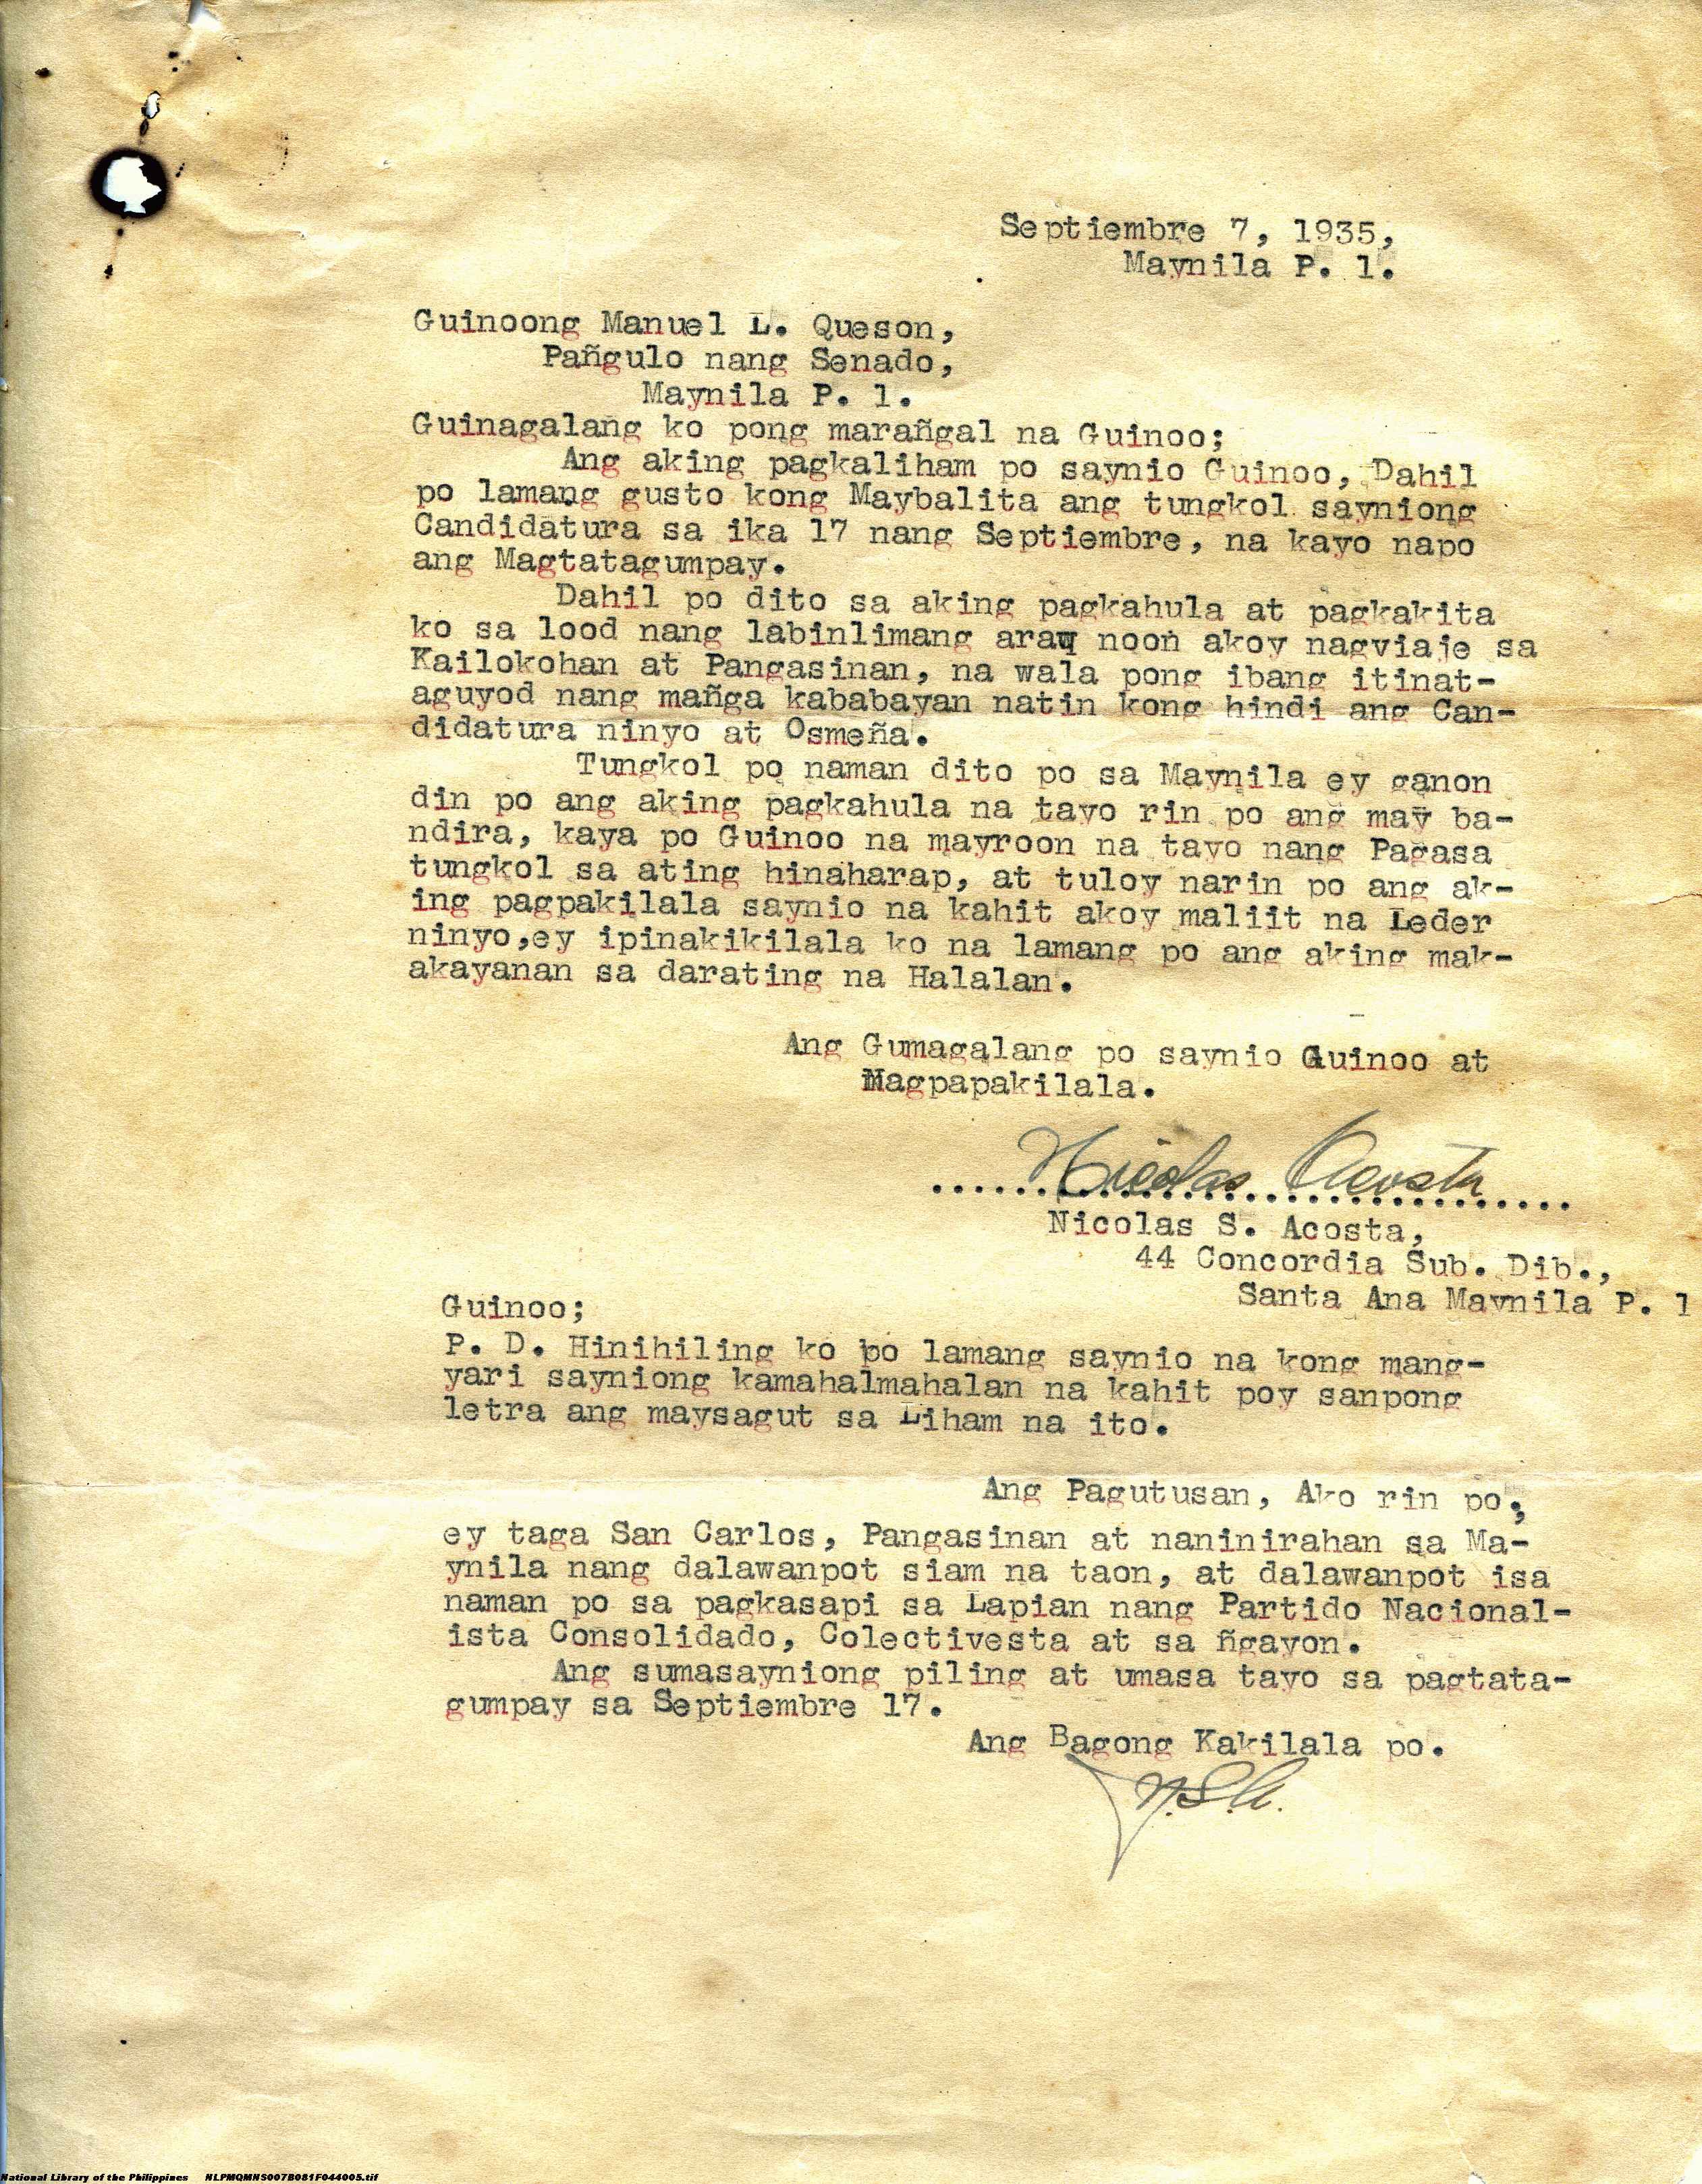 Septiembre 7, 1935,
Maynila P. 1.
Guinoong Manuel L. Queson,
Pañgulo nang Senado,
Maynila P. 1.
Guinagalang ko pong marañgal na Guinoo;
Ang aking pagkaliham po saynio Guinoo, Dahil
po lamang gusto kong Maybalita ang tungkol sayniong
Candidatura sa ika 17 nang Septiembre, na kayo napo
ang Magtatagumpay.
Dahil po dito sa aking pagkahula at pagkakita
ko sa lood nang labinlimang araw noon akoy nagviaje sa
Kailokohan at Pangasinan, na wala pong ibang itinat-
aguyod nang mañga kababayan natin kong hindi ang Can-
didatura ninyo at Osmeña.
Tungkol po naman dito po sa Maynila ey ganon
din po ang aking pagkahula na tayo rin po ang may ba-
ndira, kaya po Guinoo na mayroon na tayo nang Pagasa
tungkol sa ating hinaharap, at tuloy narin po ang ak-
ing pagpakilala saynio na kahit akoy maliit na Leder
ninyo,ey ipinakikilala ko na lamang po ang aking mak-
akayanan sa darating na Halalan.
Ang Gumagalang po saynio Guinoo at
Magpapakilala.
Nicolas Acosta
Nicolas S. Acosta,
44 Concordia Sub. Dib.,
Santa Ana Maynila P. 1
Guinoo;
P. D. Hinihiling ko po lamang saynio na kong mang-
yari sayniong kamahalmahalan na kahit poy sanpong
letra ang maysagut sa Liham na ito.
Ang Pagutusan, Ako rin po,
ey taga San Carlos, Pangasinan at naninirahan sa Ma-
ynila nang dalawanpot siam na taon, at dalawanpot isa
naman po sa pagkasapi sa Lapian nang Partido Nacional-
ista Consolidado, Colectivesta at sa ñgayon.
Ang sumasayniong piling at umasa tayo sa pagtata-
gumpay sa Septiembre 17.
Ang Bagong Kakilala po.
N.S.A.
National Library of the Philippines NLPMQMNS007B081F044005.tif